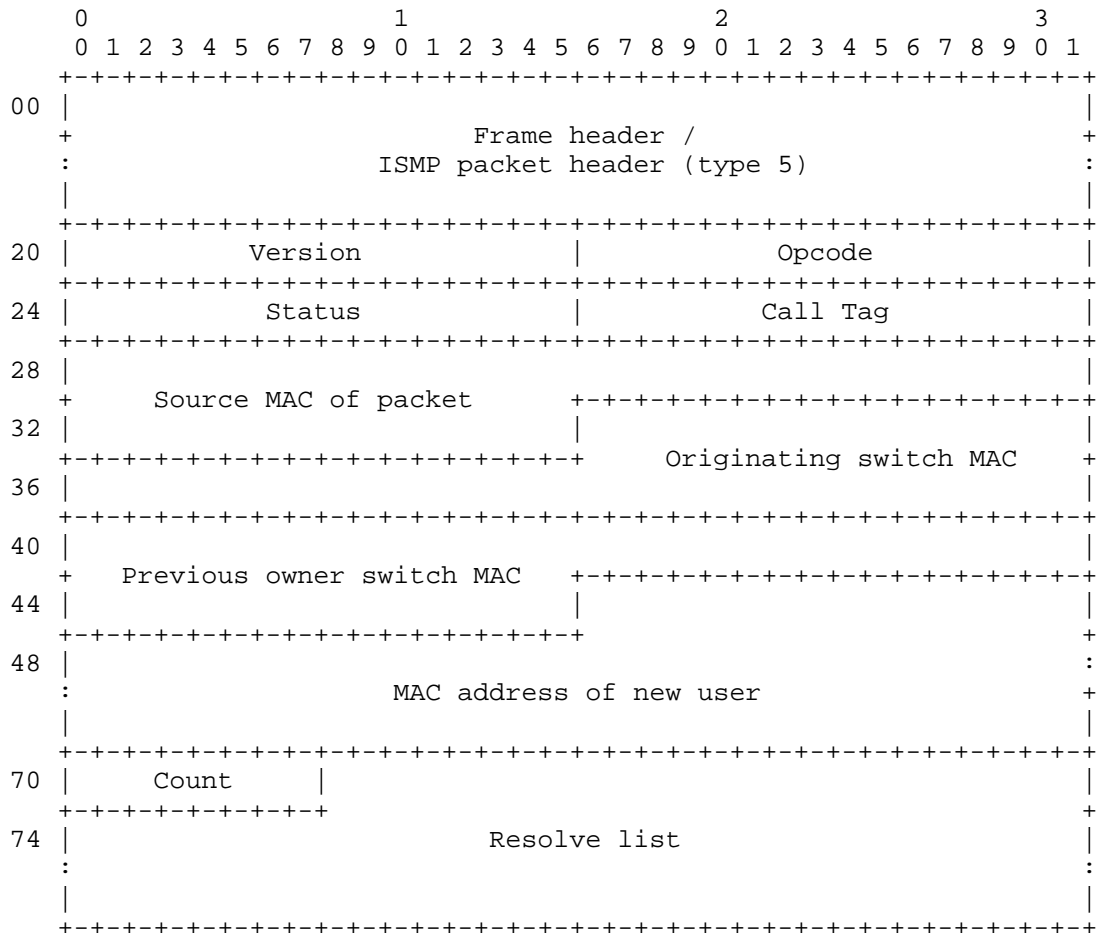 0                   1                   2                   3
     0 1 2 3 4 5 6 7 8 9 0 1 2 3 4 5 6 7 8 9 0 1 2 3 4 5 6 7 8 9 0 1
    +-+-+-+-+-+-+-+-+-+-+-+-+-+-+-+-+-+-+-+-+-+-+-+-+-+-+-+-+-+-+-+-+
00  |                                                               |
    +                         Frame header /                        +
    :                   ISMP packet header (type 5)                 :
    |                                                               |
    +-+-+-+-+-+-+-+-+-+-+-+-+-+-+-+-+-+-+-+-+-+-+-+-+-+-+-+-+-+-+-+-+
20  |           Version             |            Opcode             |
    +-+-+-+-+-+-+-+-+-+-+-+-+-+-+-+-+-+-+-+-+-+-+-+-+-+-+-+-+-+-+-+-+
24  |            Status             |           Call Tag            |
    +-+-+-+-+-+-+-+-+-+-+-+-+-+-+-+-+-+-+-+-+-+-+-+-+-+-+-+-+-+-+-+-+
28  |                                                               |
    +     Source MAC of packet      +-+-+-+-+-+-+-+-+-+-+-+-+-+-+-+-+
32  |                               |                               |
    +-+-+-+-+-+-+-+-+-+-+-+-+-+-+-+-+     Originating switch MAC    +
36  |                                                               |
    +-+-+-+-+-+-+-+-+-+-+-+-+-+-+-+-+-+-+-+-+-+-+-+-+-+-+-+-+-+-+-+-+
40  |                                                               |
    +   Previous owner switch MAC   +-+-+-+-+-+-+-+-+-+-+-+-+-+-+-+-+
44  |                               |                               |
    +-+-+-+-+-+-+-+-+-+-+-+-+-+-+-+-+                               +
48  |                                                               :
    :                    MAC address of new user                    +
    |                                                               |
    +-+-+-+-+-+-+-+-+-+-+-+-+-+-+-+-+-+-+-+-+-+-+-+-+-+-+-+-+-+-+-+-+
70  |     Count     |                                               |
    +-+-+-+-+-+-+-+-+                                               +
74  |                          Resolve list                         |
    :                                                               :
    |                                                               |
    +-+-+-+-+-+-+-+-+-+-+-+-+-+-+-+-+-+-+-+-+-+-+-+-+-+-+-+-+-+-+-+-+